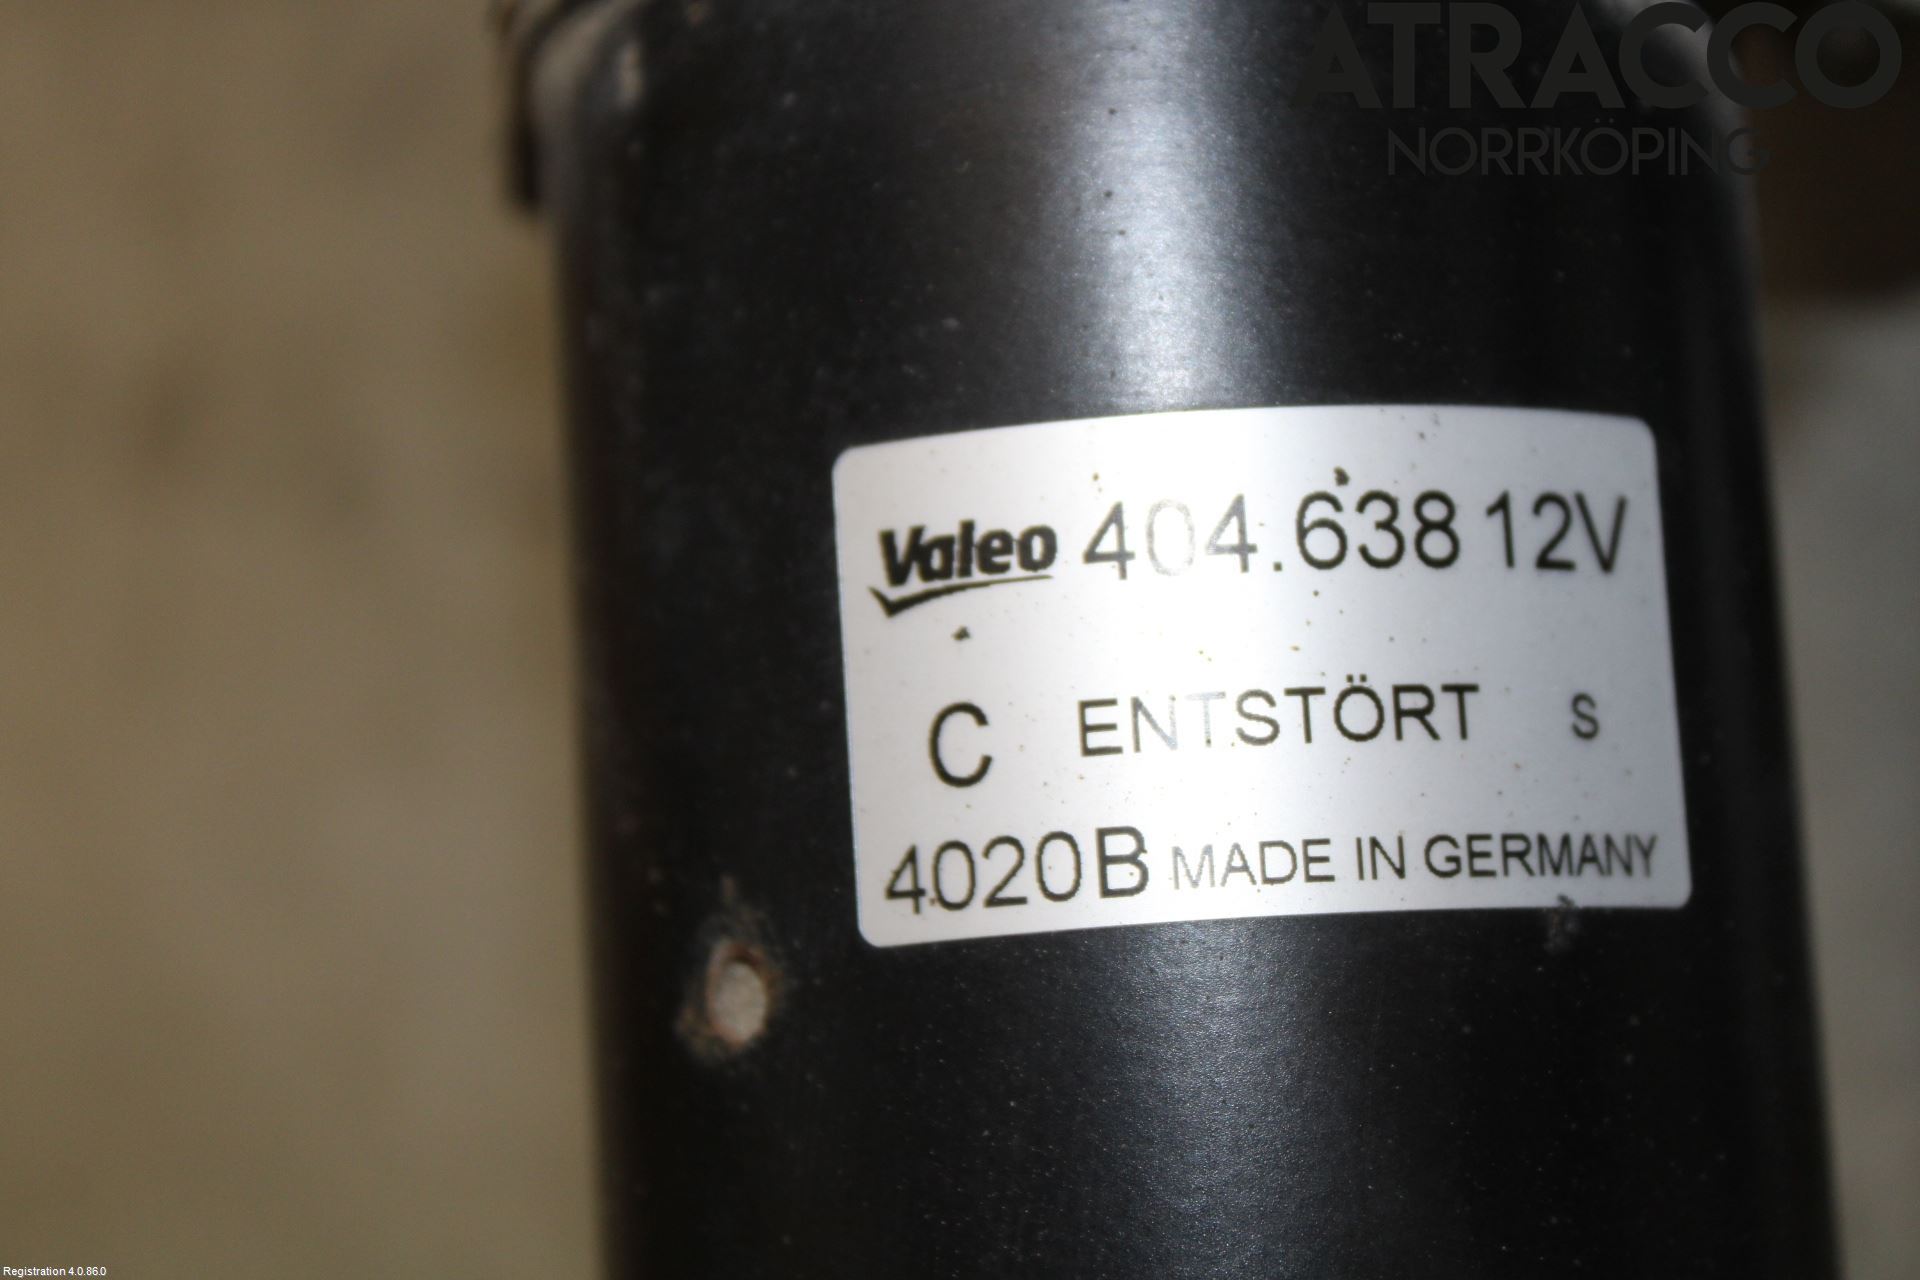 ATRACCO
NORRKÖPING
Valeo 404.638 12V
C ENTSTÖRT S
4020B MADE IN GERMANY
Registration 4.0.86.0